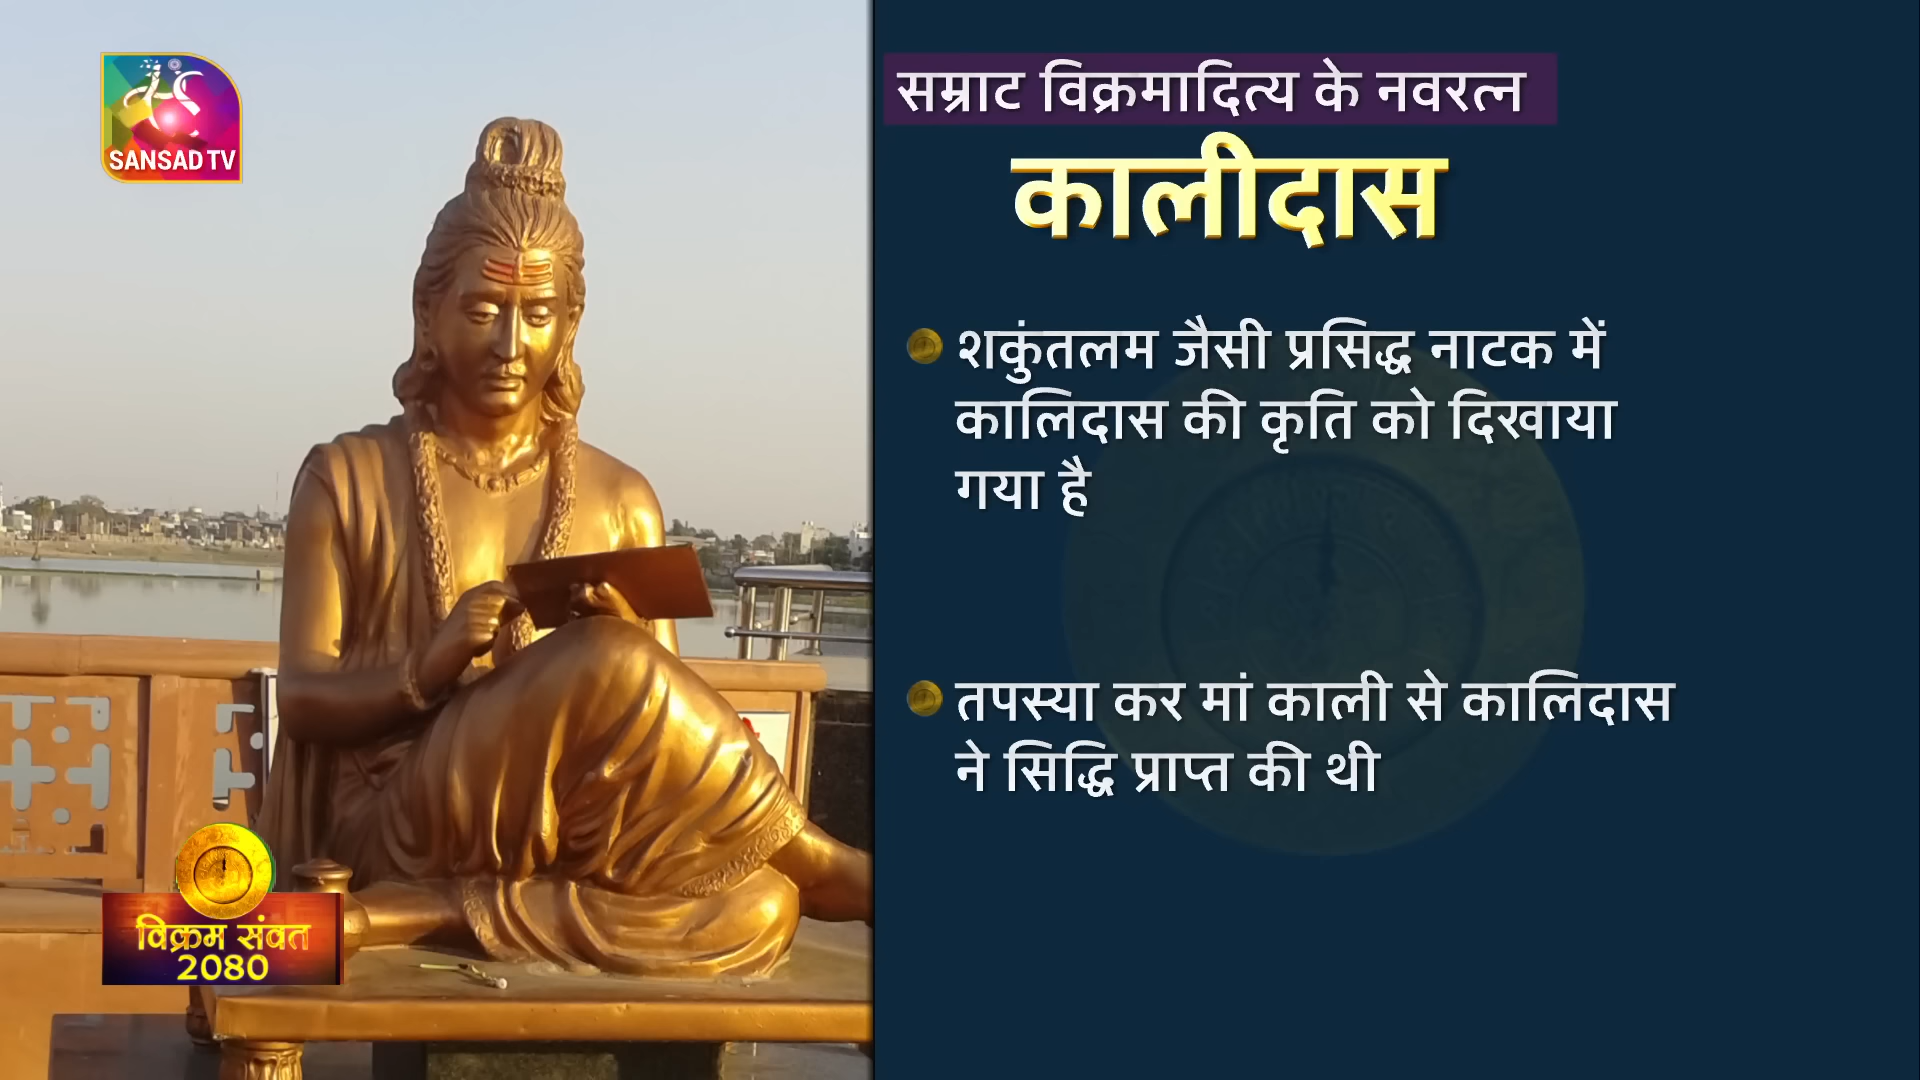 SANSAD TV
सम्राट विक्रमादित्य के नवरत्न
कालीदास
शकुंतलम जैसी प्रसिद्ध नाटक में
कालिदास की कृति को दिखाया
गया है
तपस्या कर मां काली से कालिदास
ने सिद्धि प्राप्त की थी
विक्रम संवत
2080